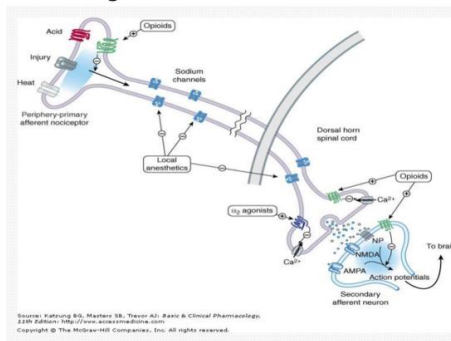 Acid
Opioids
Injury
Heat
Sodium
channels
Periphery-primary
afferent nociceptor
Dorsal horn
spinal cord
Local
anesthetics
Opioids
Ca2+
α2 agonists
NP
To brain
NMDA
Ca2+
AMPA
Action potentials
Secondary
afferent neuron
Source: Katzung BG, Masters SB, Trevor AJ: Basic & Clinical Pharmacology,
11th Edition: http://www.accessmedicine.com
Copyright © The McGraw-Hill Companies, Inc. All rights reserved.